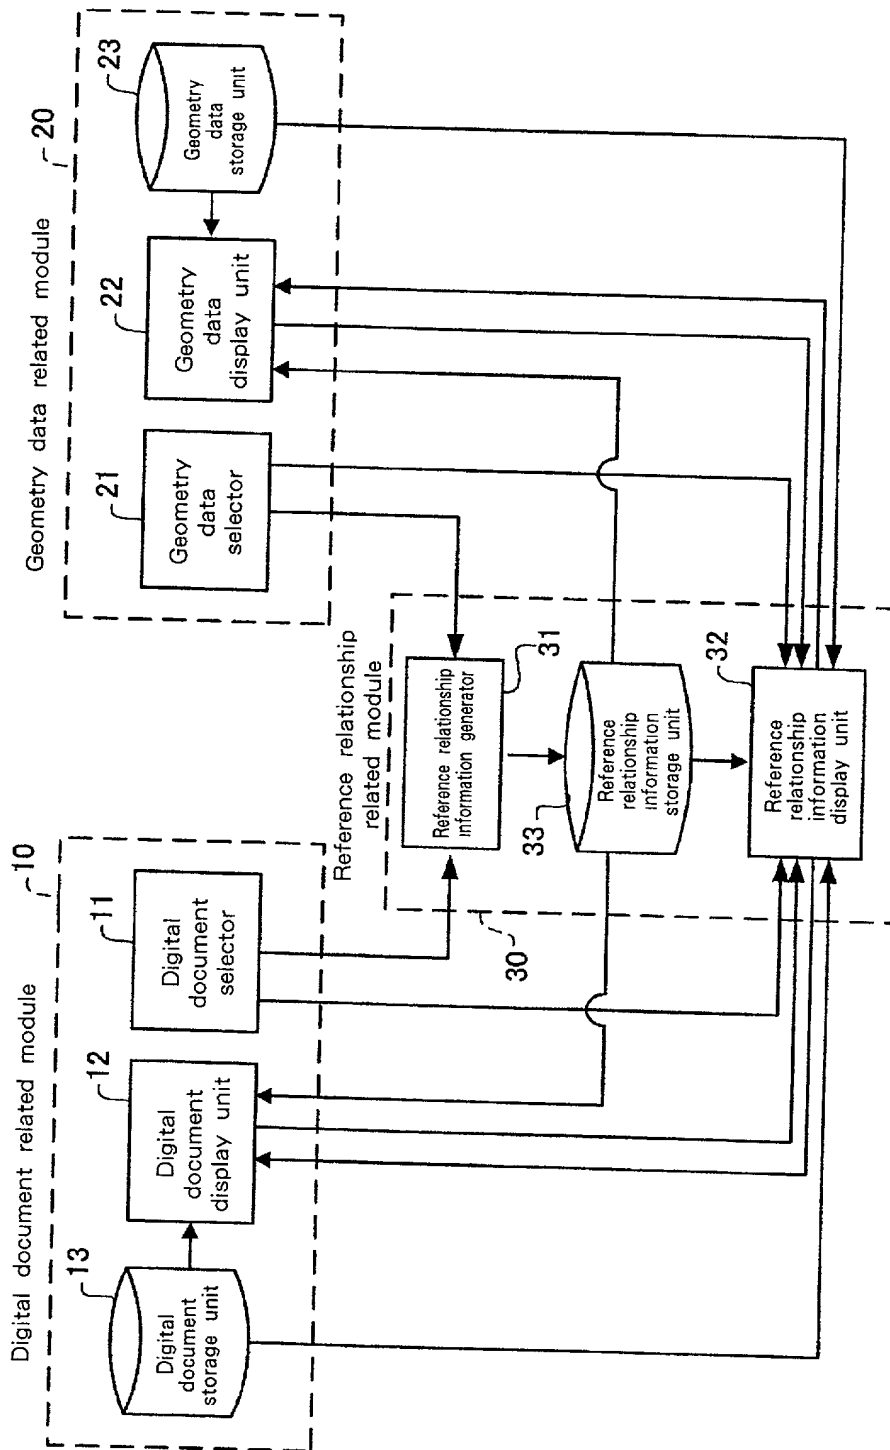 Digital document related module
10
13
Digital
document
storage unit
12
Digital
document
display unit
11
Digital
document
selector
Geometry data related module
20
21
Geometry
data
selector
22
Geometry
data
display unit
23
Geometry
data
storage unit
Reference relationship
related module
30
Reference relationship
information generator
31
33
Reference
relationship
information
storage unit
32
Reference
relationship
information
display unit